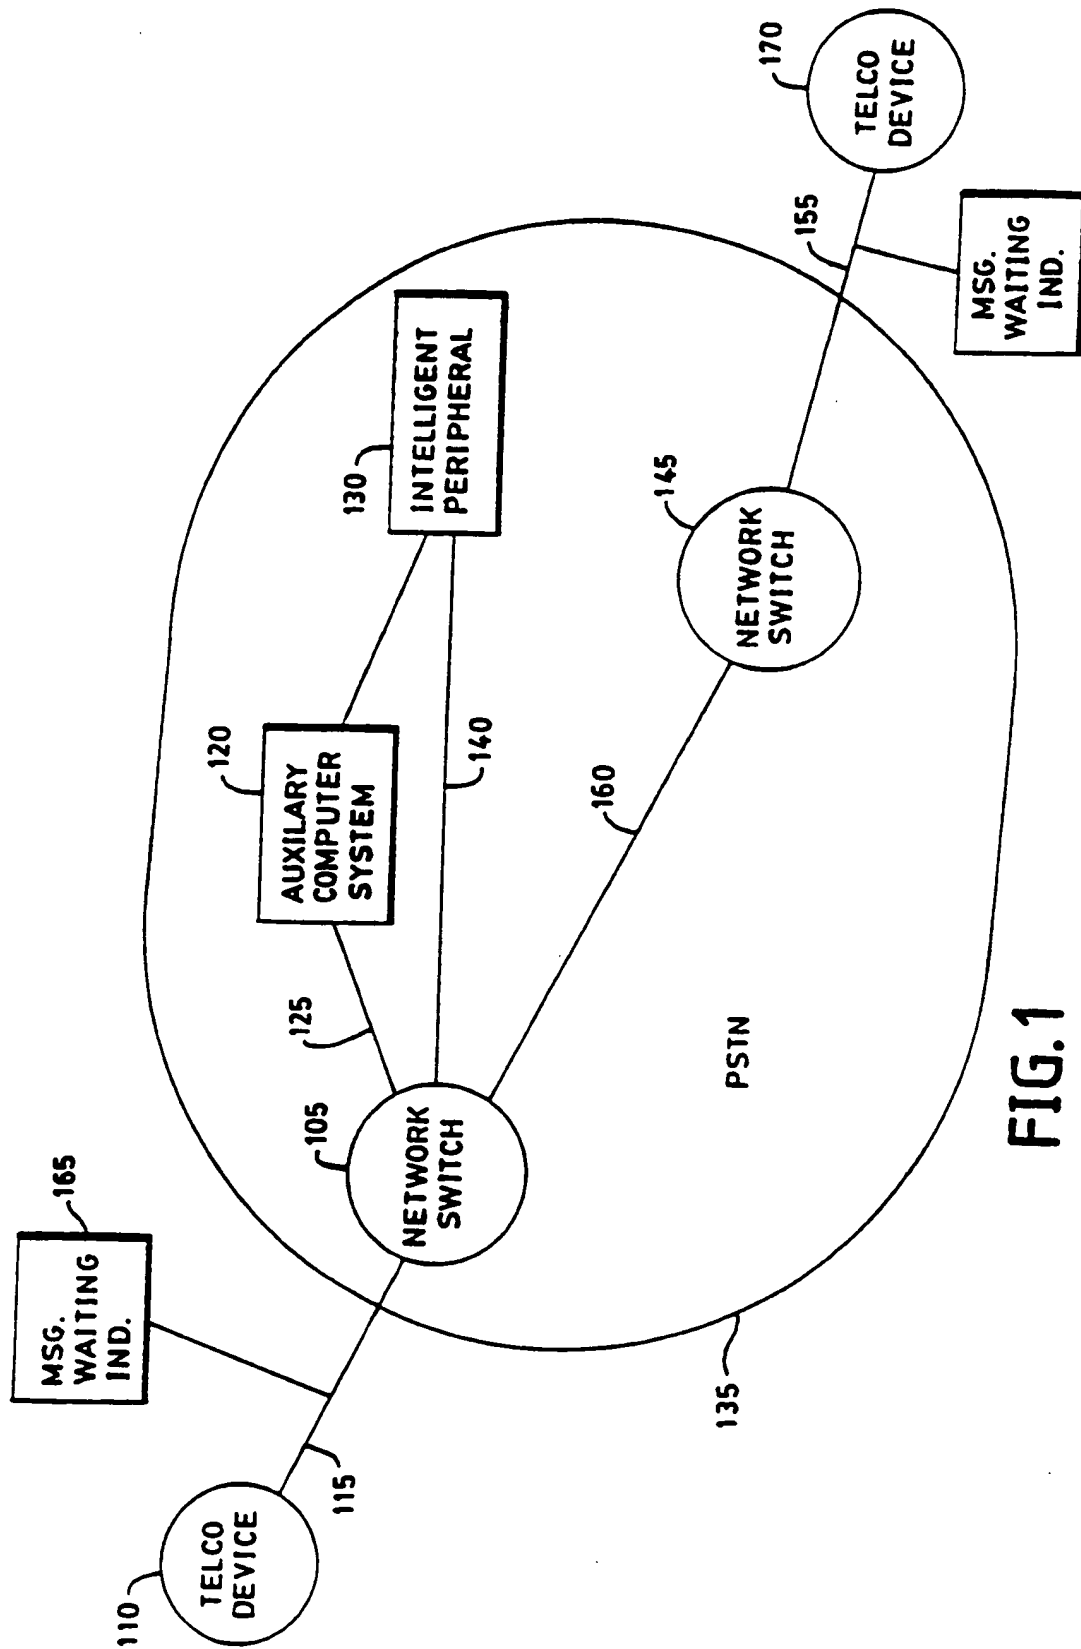 110
TELCO
DEVICE
115
MSG.
WAITING
IND.
165
105
NETWORK
SWITCH
125
120
AUXILARY
COMPUTER
SYSTEM
140
130
INTELLIGENT
PERIPHERAL
160
145
NETWORK
SWITCH
155
170
TELCO
DEVICE
MSG.
WAITING
IND.
PSTN
135
FIG.1